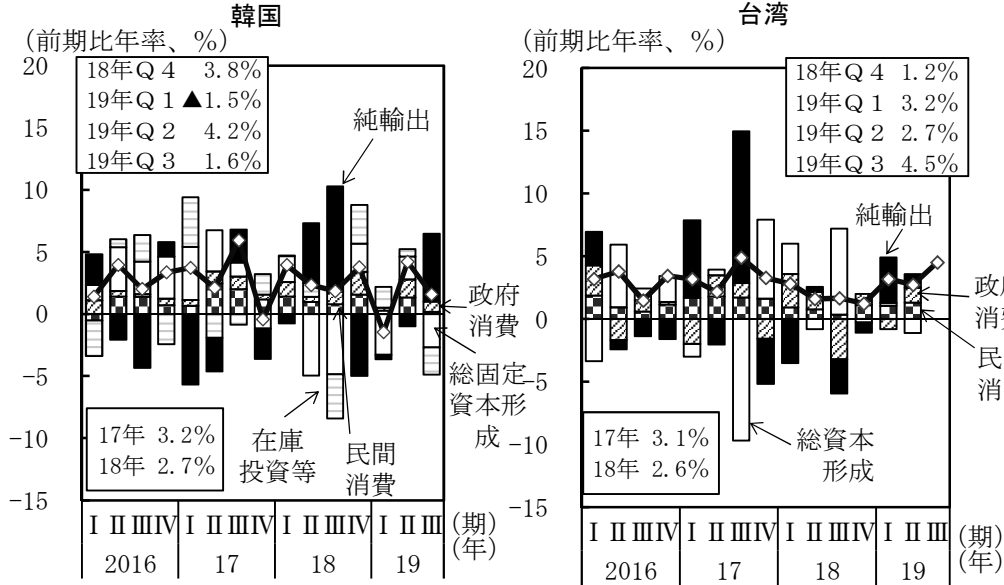 韓国
(前期比年率、%)
18年Q4 3.8%
19年Q1 ▲1.5%
19年Q2 4.2%
19年Q3 1.6%
20
15
10
5
0
-5
-10
-15
純輸出
政府
消費
総固定
資本形
成
民間
消費
在庫
投資等
17年 3.2%
18年 2.7%
Ⅰ Ⅱ Ⅲ Ⅳ Ⅰ Ⅱ Ⅲ Ⅳ Ⅰ Ⅱ Ⅲ Ⅳ Ⅰ Ⅱ Ⅲ (期)
2016 17 18 19 (年)
台湾
(前期比年率、%)
18年Q4 1.2%
19年Q1 3.2%
19年Q2 2.7%
19年Q3 4.5%
20
15
10
5
0
-5
-10
-15
純輸出
政
消
民
消
総資本
形成
17年 3.1%
18年 2.6%
Ⅰ Ⅱ Ⅲ Ⅳ Ⅰ Ⅱ Ⅲ Ⅳ Ⅰ Ⅱ Ⅲ Ⅳ Ⅰ Ⅱ Ⅲ (期)
2016 17 18 19 (年)